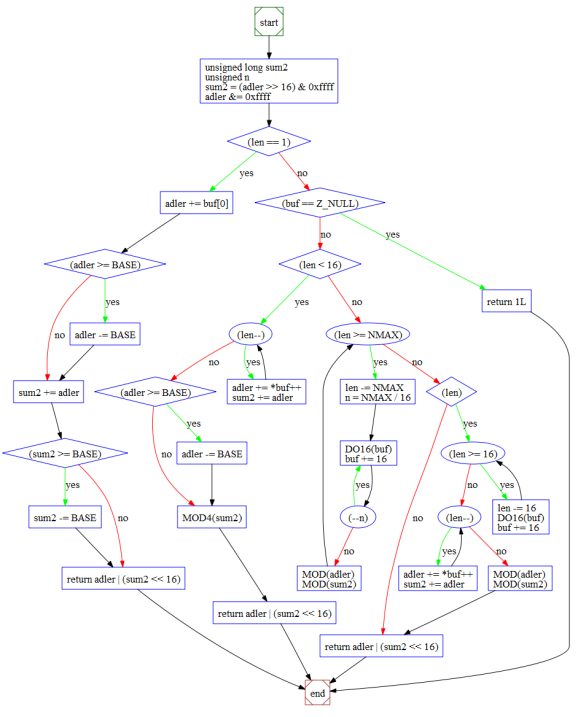 start
unsigned long sum2
unsigned n
sum2 = (adler >> 16) & 0xffff
adler &= 0xffff
(len == 1)
yes
no
adler += buf[0]
(buf == Z_NULL)
no
yes
(adler >= BASE)
(len < 16)
yes
no
yes
no
return 1L
adler -= BASE
(len--)
(len >= NMAX)
no
yes
yes
no
sum2 += adler
(adler >= BASE)
adler += *buf++
sum2 += adler
len -= NMAX
n = NMAX / 16
(len)
yes
yes
no
no
(sum2 >= BASE)
adler -= BASE
DO16(buf)
buf += 16
(len >= 16)
yes
no
yes
no
yes
sum2 -= BASE
MOD4(sum2)
(--n)
(len--)
len -= 16
DO16(buf)
buf += 16
no
yes
no
return adler | (sum2 << 16)
MOD(adler)
MOD(sum2)
adler += *buf++
sum2 += adler
MOD(adler)
MOD(sum2)
return adler | (sum2 << 16)
return adler | (sum2 << 16)
end